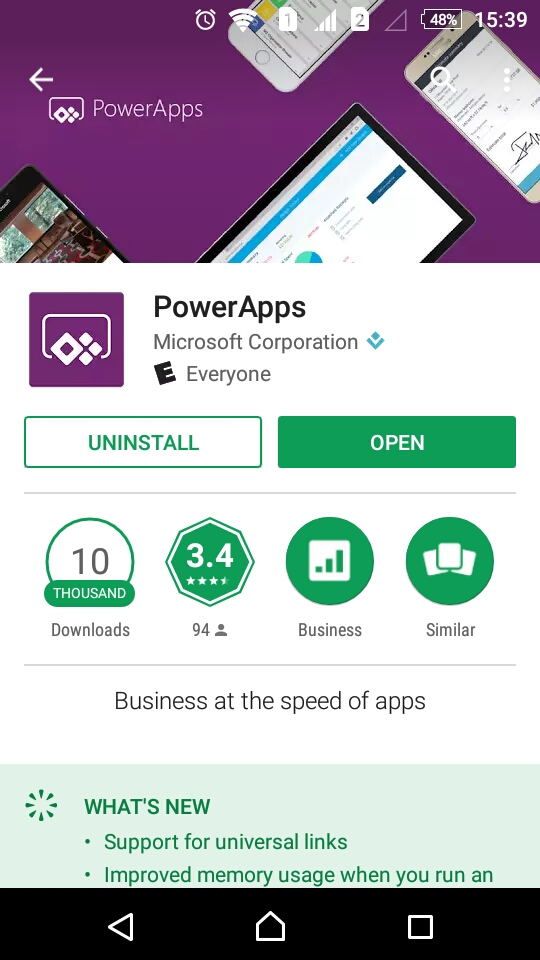 1
2
48%
15:39
PowerApps
PowerApps
Microsoft Corporation
E Everyone
UNINSTALL
OPEN
10
THOUSAND
Downloads
3.4
94
Business
Similar
Business at the speed of apps
WHAT'S NEW
• Support for universal links
• Improved memory usage when you run an